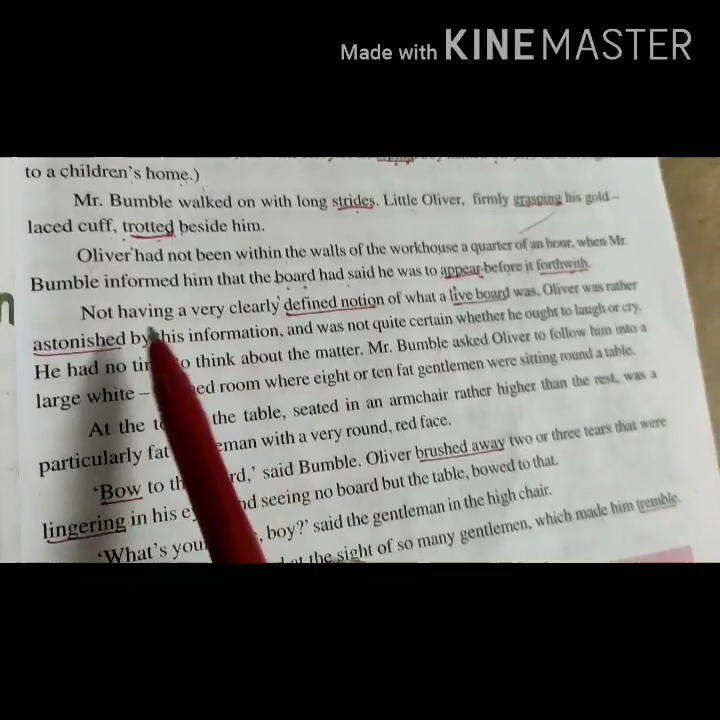 Made with KINEMASTER
to a children's home.)
Mr. Bumble walked on with long strides. Little Oliver, firmly grasping his gold–
laced cuff, trotted beside him.
Oliver had not been within the walls of the workhouse a quarter of an hour, when Mr.
Bumble informed him that the board had said he was to appear before it forthwith.
Not having a very clearly defined notion of what a live board was, Oliver was rather
astonished by this information, and was not quite certain whether he ought to laugh or cry.
He had no to think about the matter. Mr. Bumble asked Oliver to follow him into a
large white – room where eight or ten fat gentlemen were sitting round a table.
At the the table, seated in an armchair rather higher than the rest, was a
particularly fat with a very round, red face.
'Bow to said Bumble. Oliver brushed away two or three tears that were
lingering in his seeing no board but the table, bowed to that.
'What's boy?' said the gentleman in the high chair.
at the sight of so many gentlemen, which made him tremble.